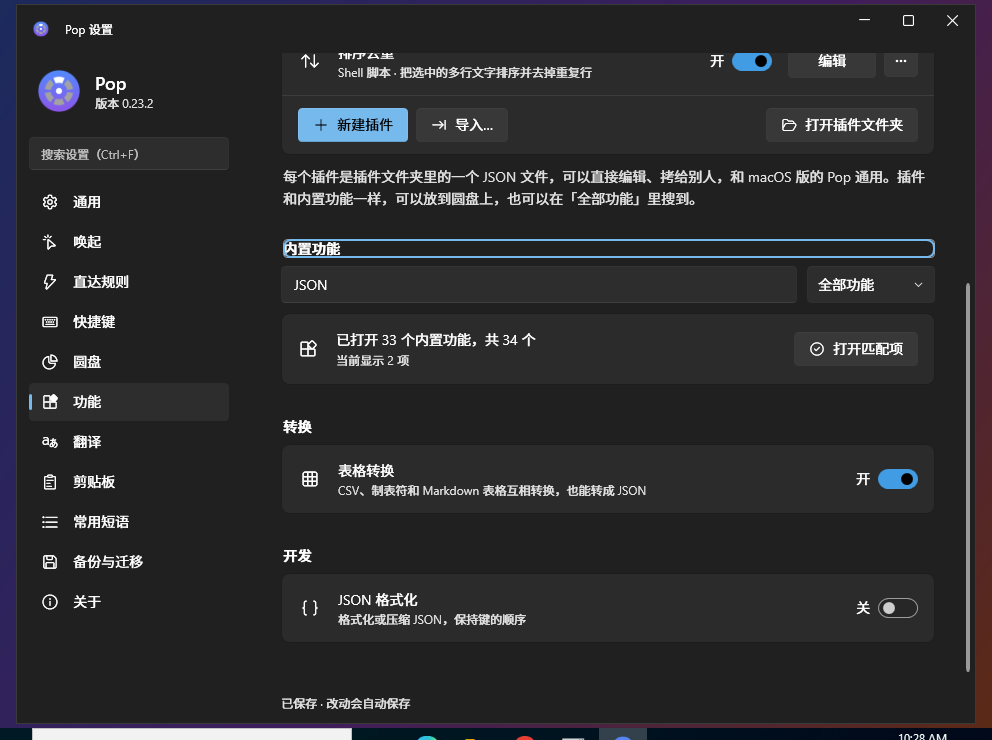 Pop 设置
Pop
版本 0.23.2
搜索设置（Ctrl+F）
通用
唤起
直达规则
快捷键
圆盘
功能
翻译
剪贴板
常用短语
备份与迁移
关于
排序去重
Shell 脚本 · 把选中的多行文字排序并去掉重复行
开
编辑
···
新建插件
导入...
打开插件文件夹
每个插件是插件文件夹里的一个 JSON 文件，可以直接编辑、拷给别人，和 macOS 版的 Pop 通用。插件
和内置功能一样，可以放到圆盘上，也可以在「全部功能」里搜到。
内置功能
JSON
全部功能
已打开 33 个内置功能，共 34 个
当前显示 2 项
打开匹配项
转换
表格转换
CSV、制表符和 Markdown 表格互相转换，也能转成 JSON
开
开发
JSON 格式化
格式化或压缩 JSON，保持键的顺序
关
已保存 · 改动会自动保存
10:28 AM